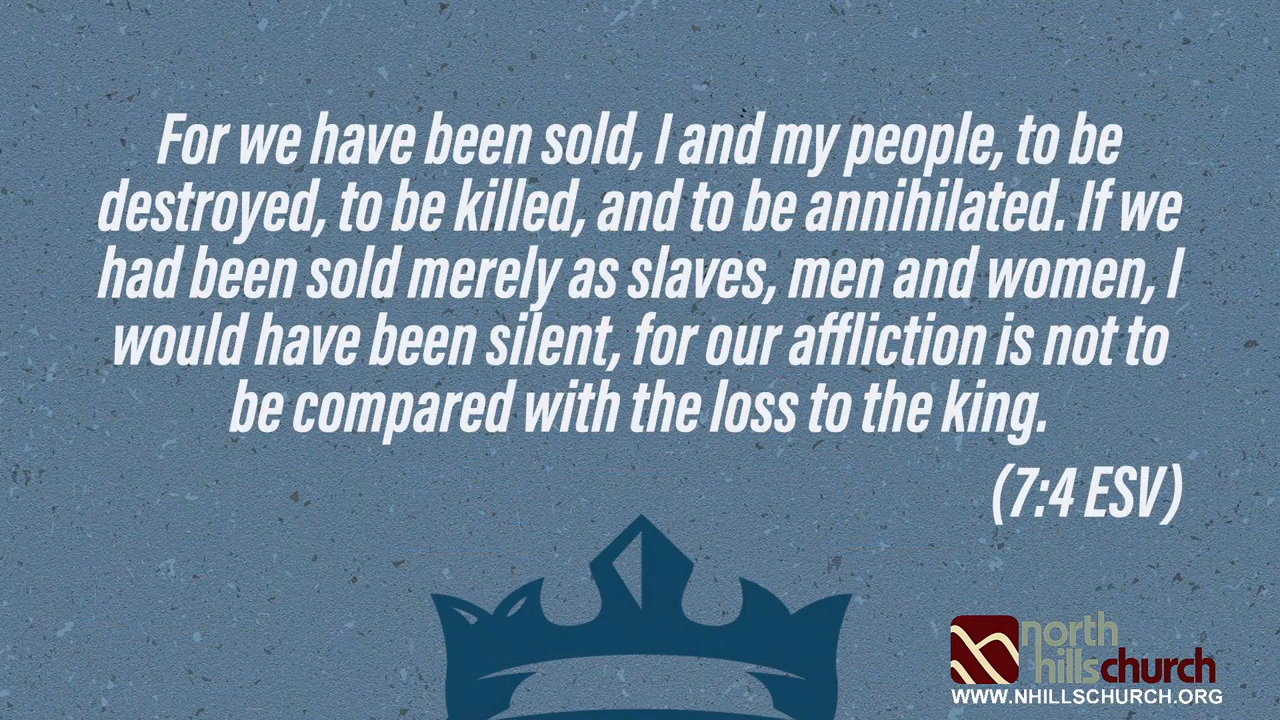 For we have been sold, I and my people, to be
destroyed, to be killed, and to be annihilated. If we
had been sold merely as slaves, men and women, I
would have been silent, for our affliction is not to
be compared with the loss to the king.
(7:4 ESV)
north
hillschurch
WWW.NHILLSCHURCH.ORG